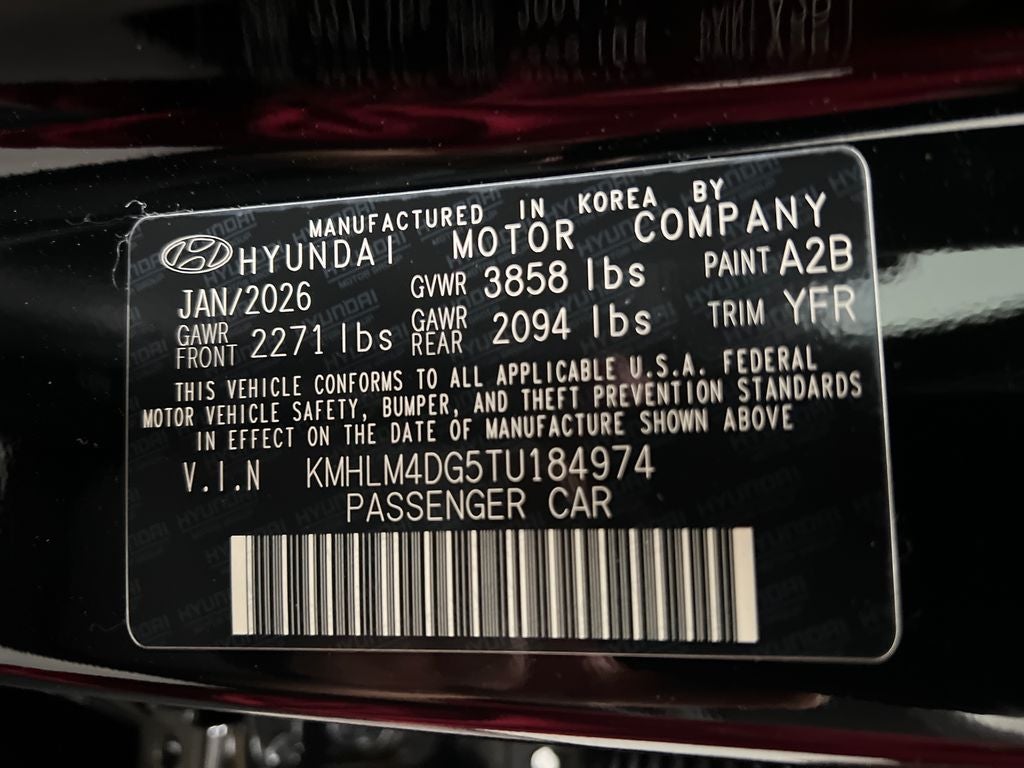 MANUFACTURED IN KOREA BY
HYUNDAI MOTOR COMPANY
JAN/2026 GVWR 3858 lbs PAINT A2B
GAWR FRONT 2271 lbs GAWR REAR 2094 lbs TRIM YFR
THIS VEHICLE CONFORMS TO ALL APPLICABLE U.S.A. FEDERAL
MOTOR VEHICLE SAFETY, BUMPER, AND THEFT PREVENTION STANDARDS
IN EFFECT ON THE DATE OF MANUFACTURE SHOWN ABOVE
V.I.N KMHLM4DG5TU184974
PASSENGER CAR